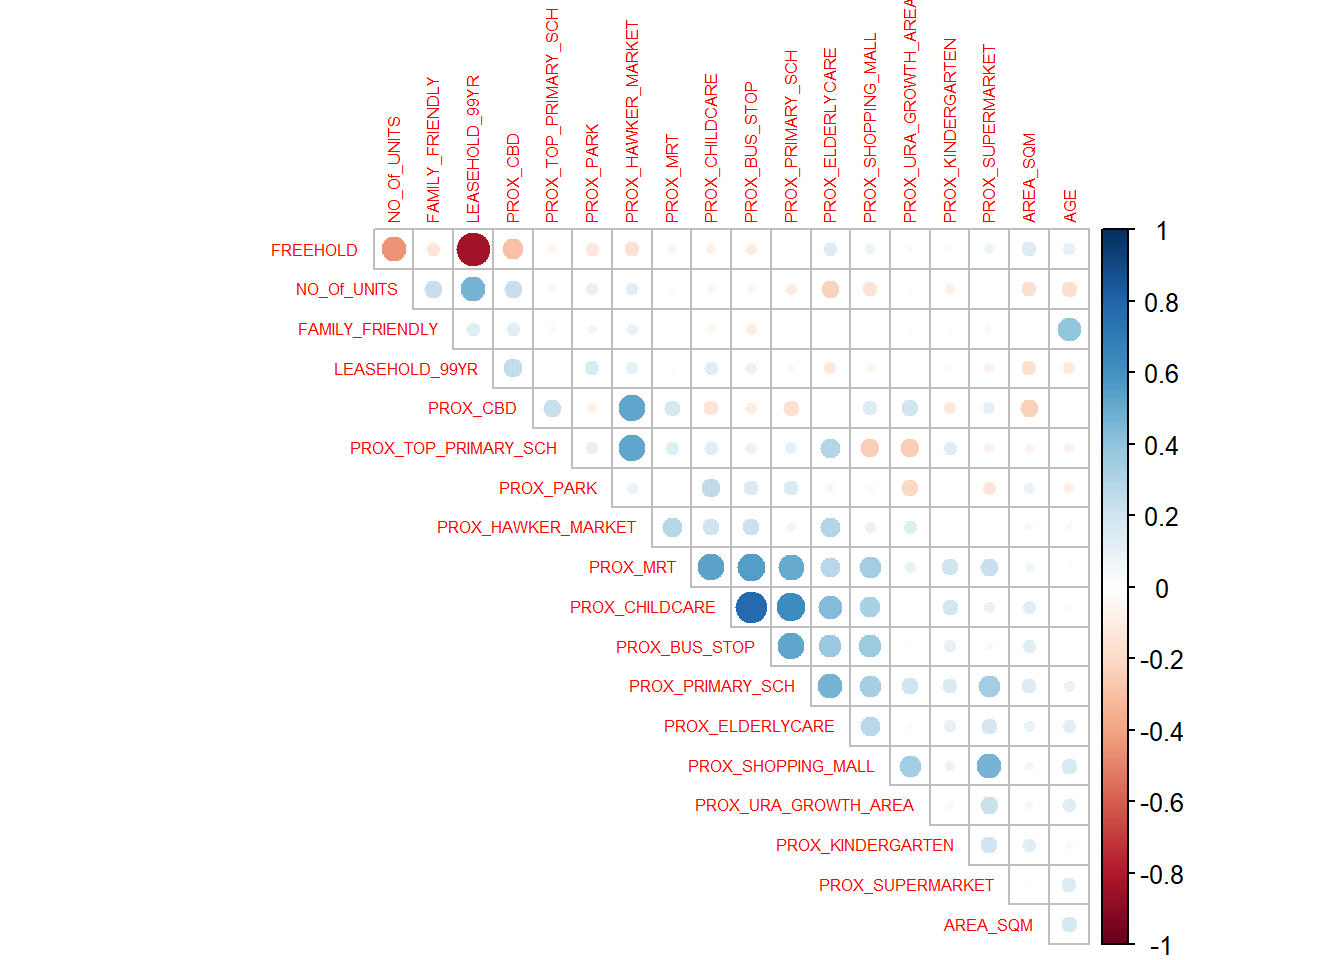 NO_Of_UNITS
FAMILY_FRIENDLY
LEASEHOLD_99YR
PROX_CBD
PROX_TOP_PRIMARY_SCH
PROX_PARK
PROX_HAWKER_MARKET
PROX_MRT
PROX_CHILDCARE
PROX_BUS_STOP
PROX_PRIMARY_SCH
PROX_ELDERLYCARE
PROX_SHOPPING_MALL
PROX_URA_GROWTH_AREA
PROX_KINDERGARTEN
PROX_SUPERMARKET
AREA_SQM
AGE
FREEHOLD
NO_Of_UNITS
FAMILY_FRIENDLY
LEASEHOLD_99YR
PROX_CBD
PROX_TOP_PRIMARY_SCH
PROX_PARK
PROX_HAWKER_MARKET
PROX_MRT
PROX_CHILDCARE
PROX_BUS_STOP
PROX_PRIMARY_SCH
PROX_ELDERLYCARE
PROX_SHOPPING_MALL
PROX_URA_GROWTH_AREA
PROX_KINDERGARTEN
PROX_SUPERMARKET
AREA_SQM
1
0.8
0.6
0.4
0.2
0
-0.2
-0.4
-0.6
-0.8
-1